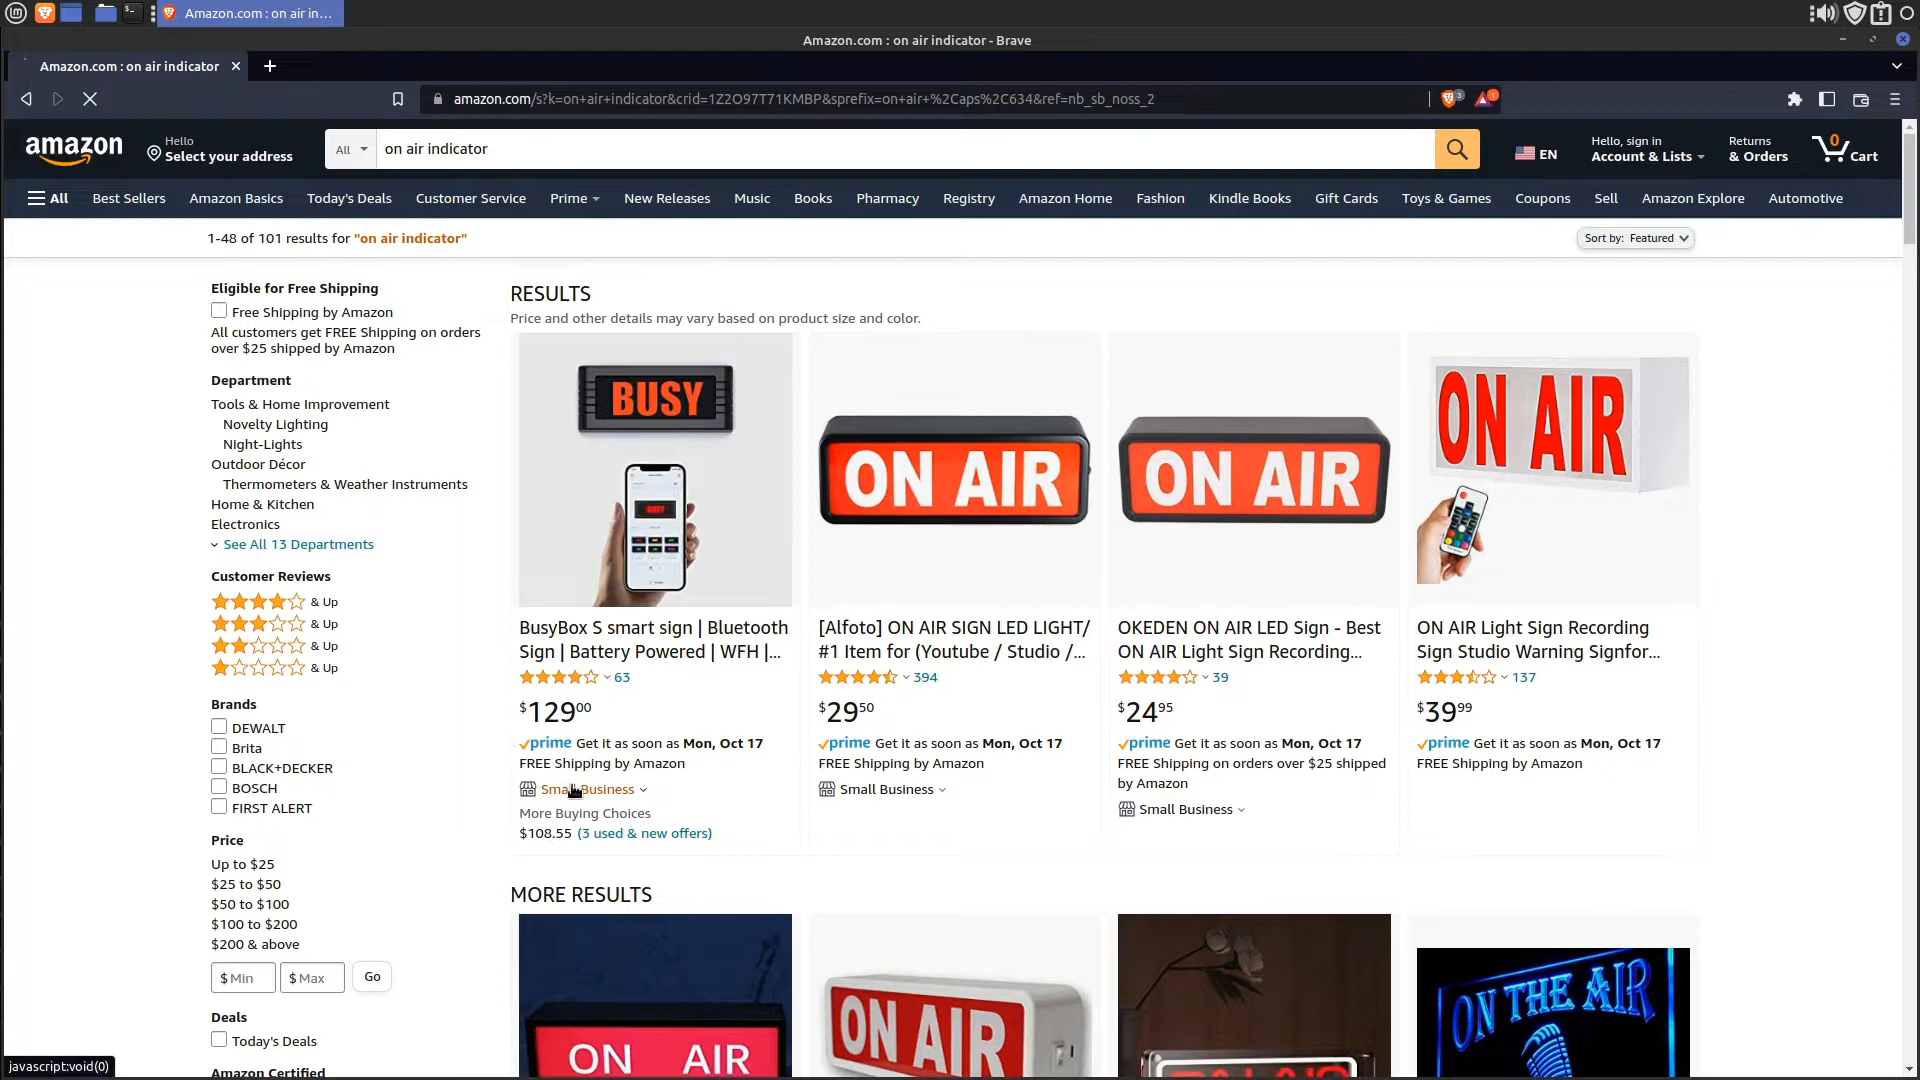 Amazon.com : on air in...
Amazon.com : on air indicator - Brave
Amazon.com : on air indicator
amazon.com/s?k=on+air+indicator&crid=1Z2O97T71KMBP&sprefix=on+air+%2Caps%2C634&ref=nb_sb_noss_2
3
1
amazon
Hello
Select your address
All
on air indicator
EN
Hello, sign in
Account & Lists
Returns
& Orders
0
Cart
All
Best Sellers
Amazon Basics
Today's Deals
Customer Service
Prime
New Releases
Music
Books
Pharmacy
Registry
Amazon Home
Fashion
Kindle Books
Gift Cards
Toys & Games
Coupons
Sell
Amazon Explore
Automotive
1-48 of 101 results for "on air indicator"
Sort by: Featured
Eligible for Free Shipping
Free Shipping by Amazon
All customers get FREE Shipping on orders
over $25 shipped by Amazon
Department
Tools & Home Improvement
Novelty Lighting
Night-Lights
Outdoor Décor
Thermometers & Weather Instruments
Home & Kitchen
Electronics
See All 13 Departments
Customer Reviews
& Up
& Up
& Up
& Up
Brands
DEWALT
Brita
BLACK+DECKER
BOSCH
FIRST ALERT
Price
Up to $25
$25 to $50
$50 to $100
$100 to $200
$200 & above
$ Min
$ Max
Go
Deals
Today's Deals
Amazon Certified
RESULTS
Price and other details may vary based on product size and color.
BUSY
BUSY
BusyBox S smart sign | Bluetooth
Sign | Battery Powered | WFH |...
63
$12900
prime Get it as soon as Mon, Oct 17
FREE Shipping by Amazon
Small Business
More Buying Choices
$108.55 (3 used & new offers)
ON AIR
[Alfoto] ON AIR SIGN LED LIGHT/
#1 Item for (Youtube / Studio /...
394
$2950
prime Get it as soon as Mon, Oct 17
FREE Shipping by Amazon
Small Business
ON AIR
OKEDEN ON AIR LED Sign - Best
ON AIR Light Sign Recording...
39
$2495
prime Get it as soon as Mon, Oct 17
FREE Shipping on orders over $25 shipped
by Amazon
Small Business
ON AIR
ON AIR Light Sign Recording
Sign Studio Warning Signfor...
137
$3999
prime Get it as soon as Mon, Oct 17
FREE Shipping by Amazon
MORE RESULTS
ON AIR
ON AIR
ON THE AIR
javascript:void(0)